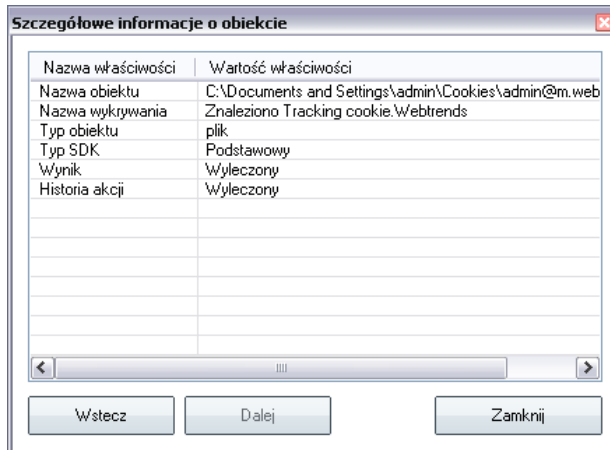 Szczegółowe informacje o obiekcie
Nazwa właściwości Wartość właściwości
Nazwa obiektu C:\Documents and Settings\admin\Cookies\admin@m.web
Nazwa wykrywania Znaleziono Tracking cookie.Webtrends
Typ obiektu plik
Typ SDK Podstawowy
Wynik Wyleczony
Historia akcji Wyleczony
Wstecz Dalej Zamknij